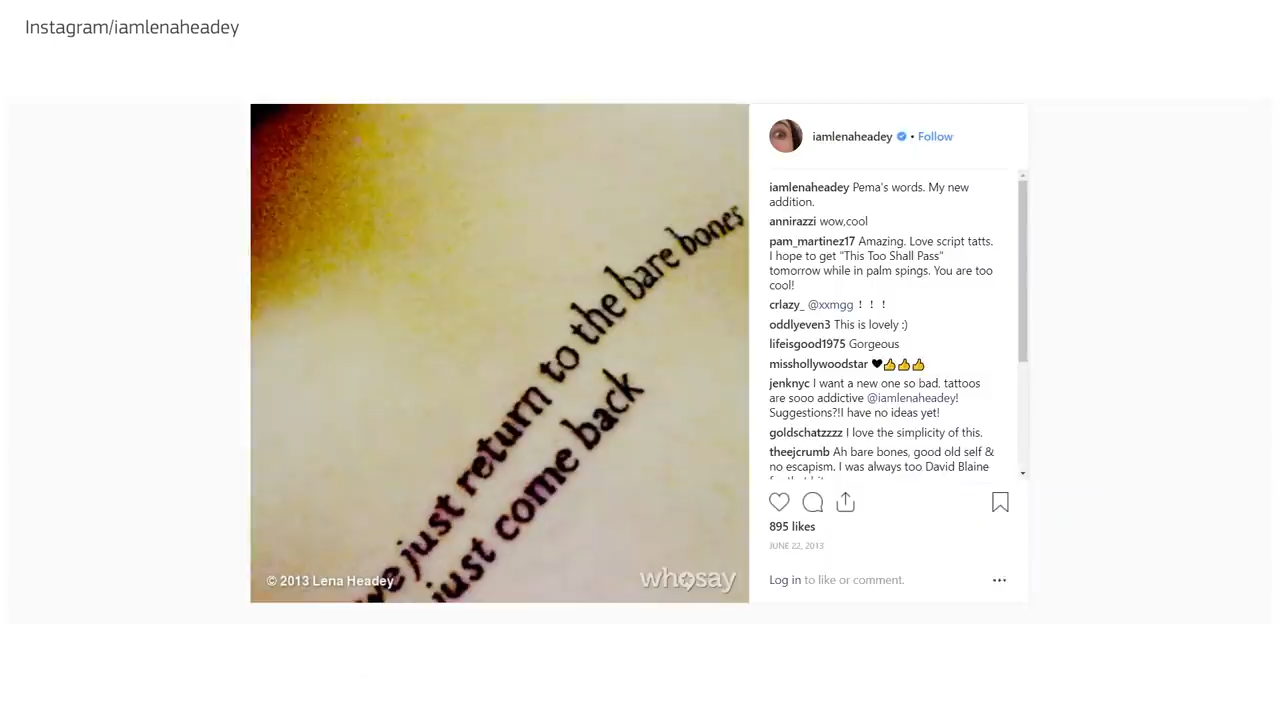 Instagram/iamlenaheadey
we just return to the bare bones
just come back
© 2013 Lena Headey
whosay
iamlenaheadey • Follow
iamlenaheadey Pema's words. My new
addition.
annirazzi wow,cool
pam_martinez17 Amazing. Love script tatts.
I hope to get "This Too Shall Pass"
tomorrow while in palm spings. You are too
cool!
crlazy_ @xxmgg！！！
oddlyeven3 This is lovely :)
lifeisgood1975 Gorgeous
misshollywoodstar 🖤👍👍👍
jenknyc I want a new one so bad. tattoos
are sooo addictive @iamlenaheadey!
Suggestions?!I have no ideas yet!
goldschatzzzz I love the simplicity of this.
theejcrumb Ah bare bones, good old self &
no escapism. I was always too David Blaine
895 likes
JUNE 22, 2013
Log in to like or comment.